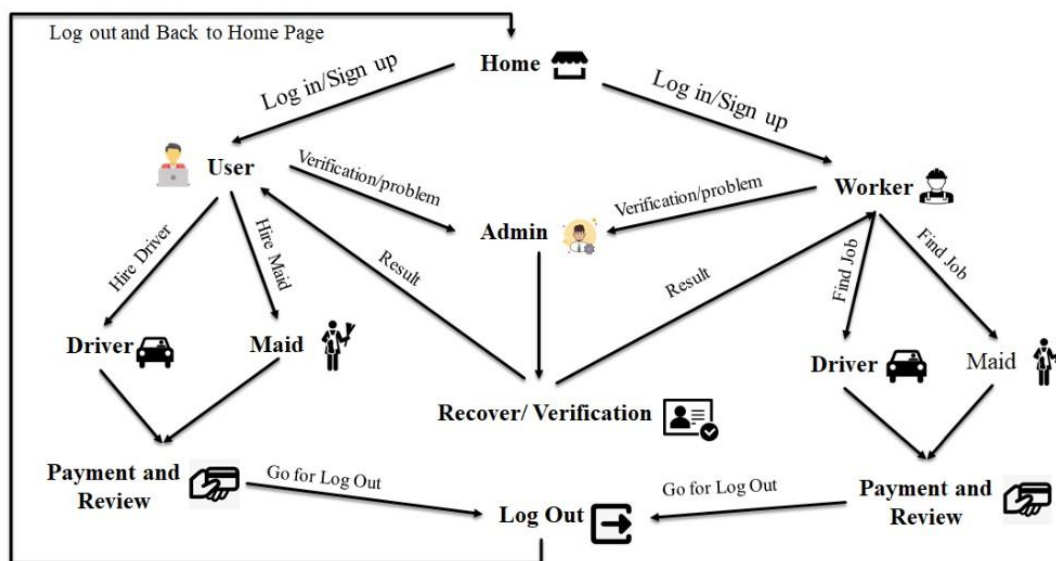 Log out and Back to Home Page
Home
Log in/Sign up
Log in/Sign up
User
Verification/problem
Verification/problem
Worker
Admin
Hire Driver
Hire Maid
Result
Result
Find Job
Find Job
Driver
Maid
Driver
Maid
Recover/ Verification
Payment and
Review
Go for Log Out
Go for Log Out
Payment and
Review
Log Out